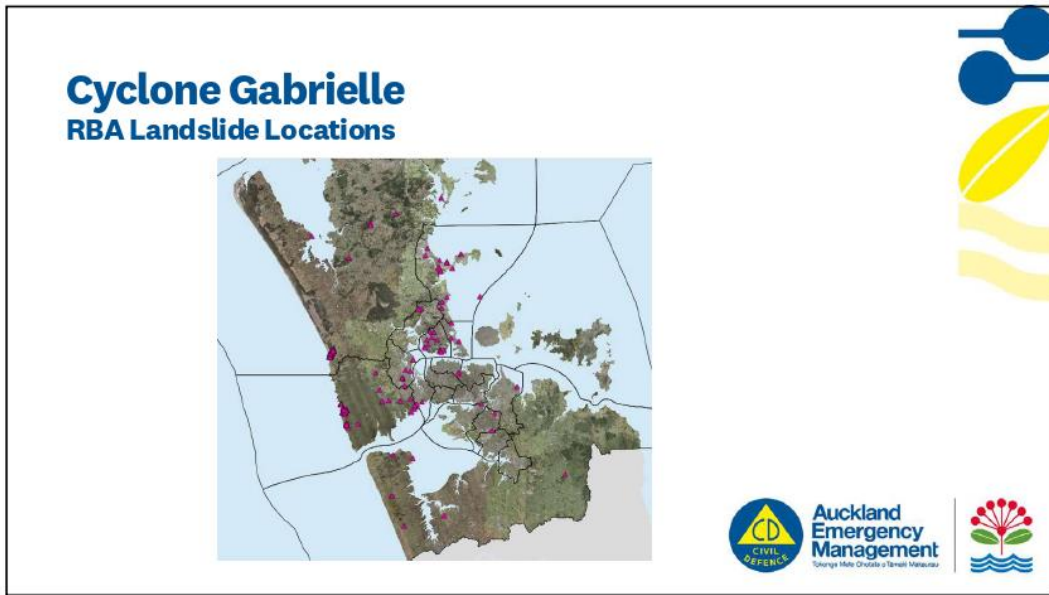 Cyclone Gabrielle
RBA Landslide Locations
CD
CIVIL
DEFENCE
Auckland
Emergency
Management